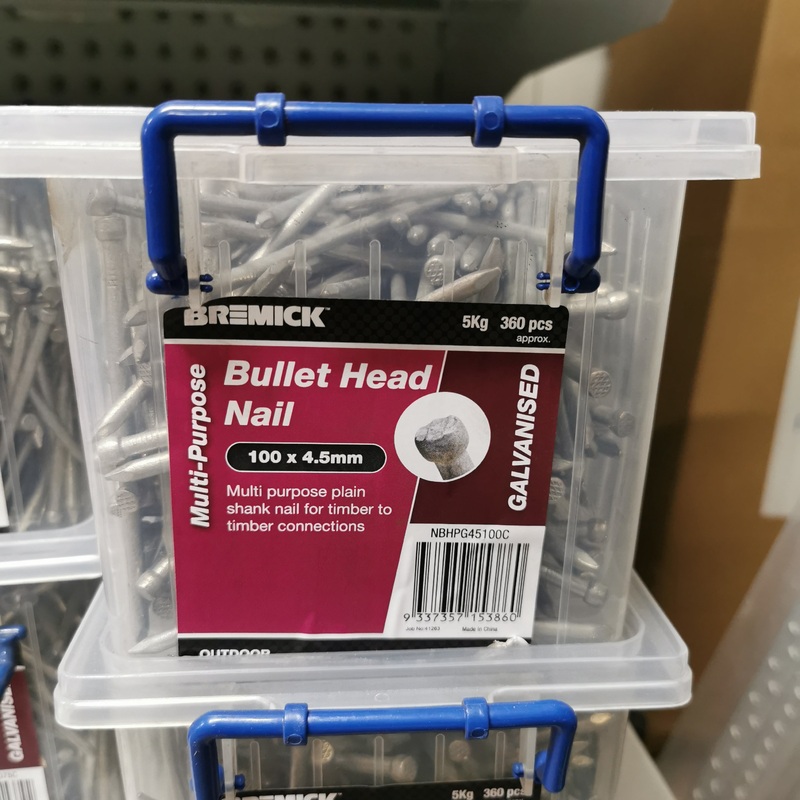 BREMICK
5Kg 360 pcs
approx.
Multi-Purpose
Bullet Head
Nail
100 x 4.5mm
Multi purpose plain
shank nail for timber to
timber connections
GALVANISED
NBHPG45100C
9 337357 153860
Made in China
OUTDOOR
GALVANIS
BREMICK
5Kg 360 pcs